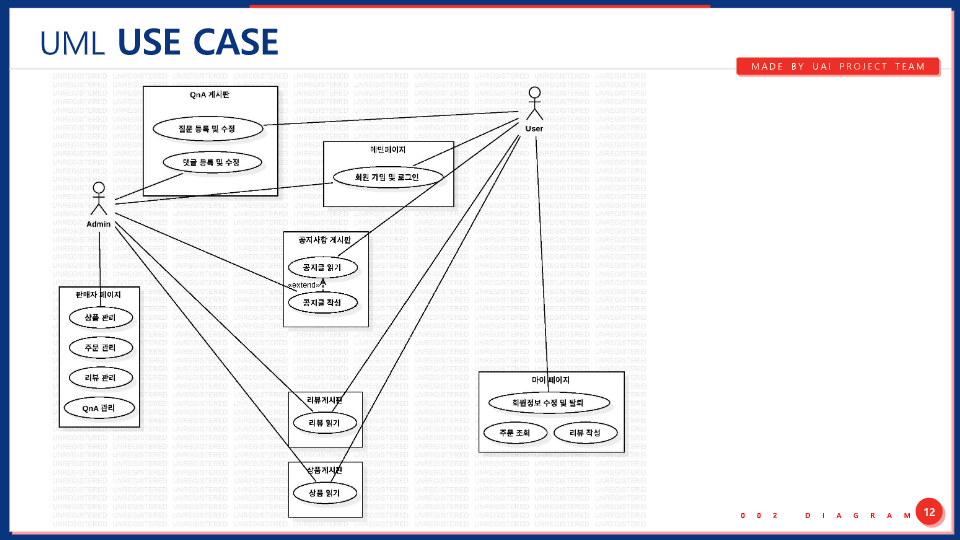 UML USE CASE
MADE BY UAI PROJECT TEAM
QnA 게시판
질문 등록 및 수정
댓글 등록 및 수정
User
메인페이지
회원 가입 및 로그인
Admin
공지사항 게시판
공지글 읽기
«extend»
공지글 작성
판매자 페이지
상품 관리
주문 관리
리뷰 관리
QnA 관리
리뷰게시판
리뷰 읽기
마이 페이지
회원정보 수정 및 탈퇴
주문 조회
리뷰 작성
상품게시판
상품 읽기
002 DIAGRAM
12